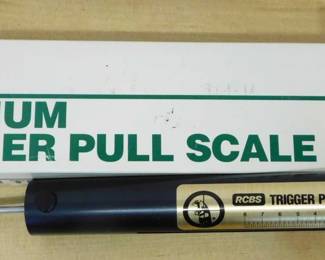 UM
ER PULL SCALE
RCBS TRIGGER P